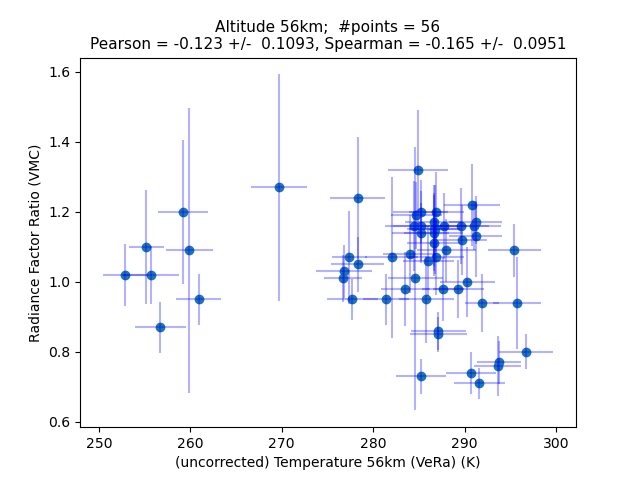 Altitude 56km;  #points = 56
Pearson = -0.123 +/-  0.1093, Spearman = -0.165 +/-  0.0951
1.6
1.4
1.2
1.0
0.8
0.6
Radiance Factor Ratio (VMC)
250 260 270 280 290 300
(uncorrected) Temperature 56km (VeRa) (K)